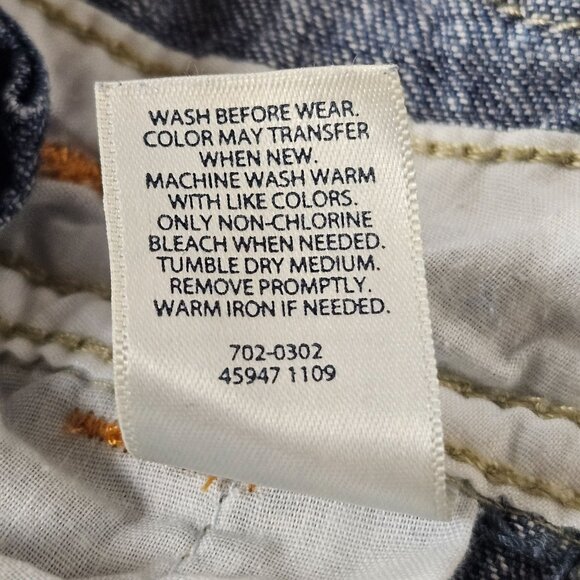 WASH BEFORE WEAR.
COLOR MAY TRANSFER
WHEN NEW.
MACHINE WASH WARM
WITH LIKE COLORS.
ONLY NON-CHLORINE
BLEACH WHEN NEEDED.
TUMBLE DRY MEDIUM.
REMOVE PROMPTLY.
WARM IRON IF NEEDED.
702-0302
45947 1109